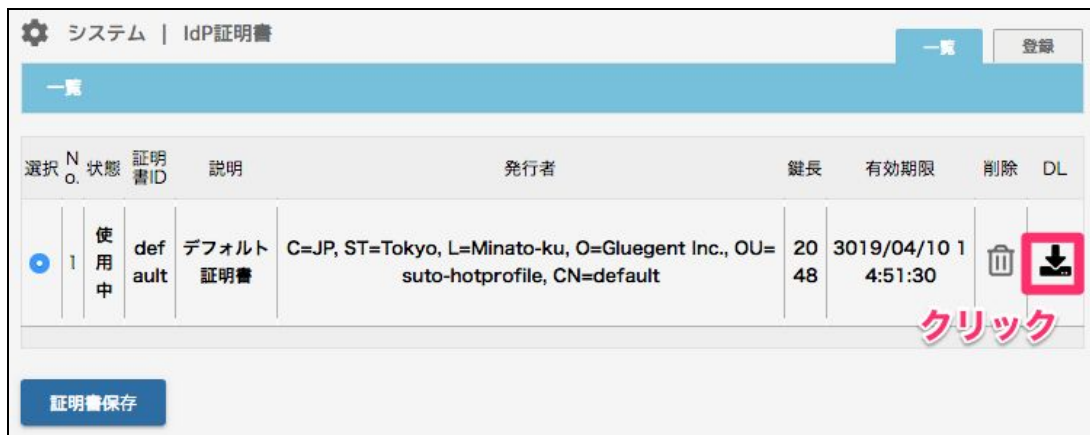 システム | IdP証明書
一覧 登録
一覧
選択 No. 状態 証明書ID 説明 発行者 鍵長 有効期限 削除 DL
1 使用中 default デフォルト証明書 C=JP, ST=Tokyo, L=Minato-ku, O=Gluegent Inc., OU=suto-hotprofile, CN=default 2048 3019/04/10 14:51:30
クリック
証明書保存